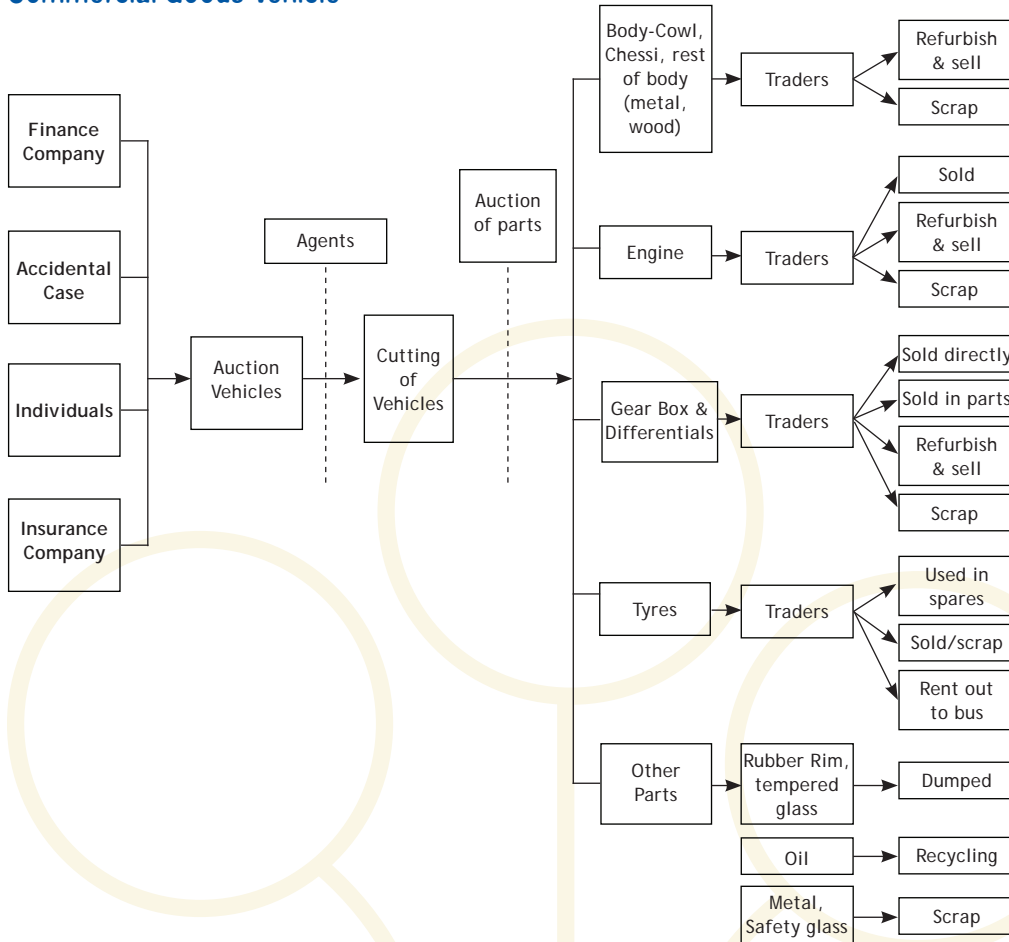 Commercial Goods Vehicle
Finance
Company
Accidental
Case
Individuals
Insurance
Company
Auction
Vehicles
Agents
Cutting
of
Vehicles
Auction
of parts
Body-Cowl,
Chessi, rest
of body
(metal,
wood)
Traders
Refurbish
& sell
Scrap
Engine
Traders
Sold
Refurbish
& sell
Scrap
Gear Box &
Differentials
Traders
Sold directly
Sold in parts
Refurbish
& sell
Scrap
Tyres
Traders
Used in
spares
Sold/scrap
Rent out
to bus
Other
Parts
Rubber Rim,
tempered
glass
Dumped
Oil
Recycling
Metal,
Safety glass
Scrap